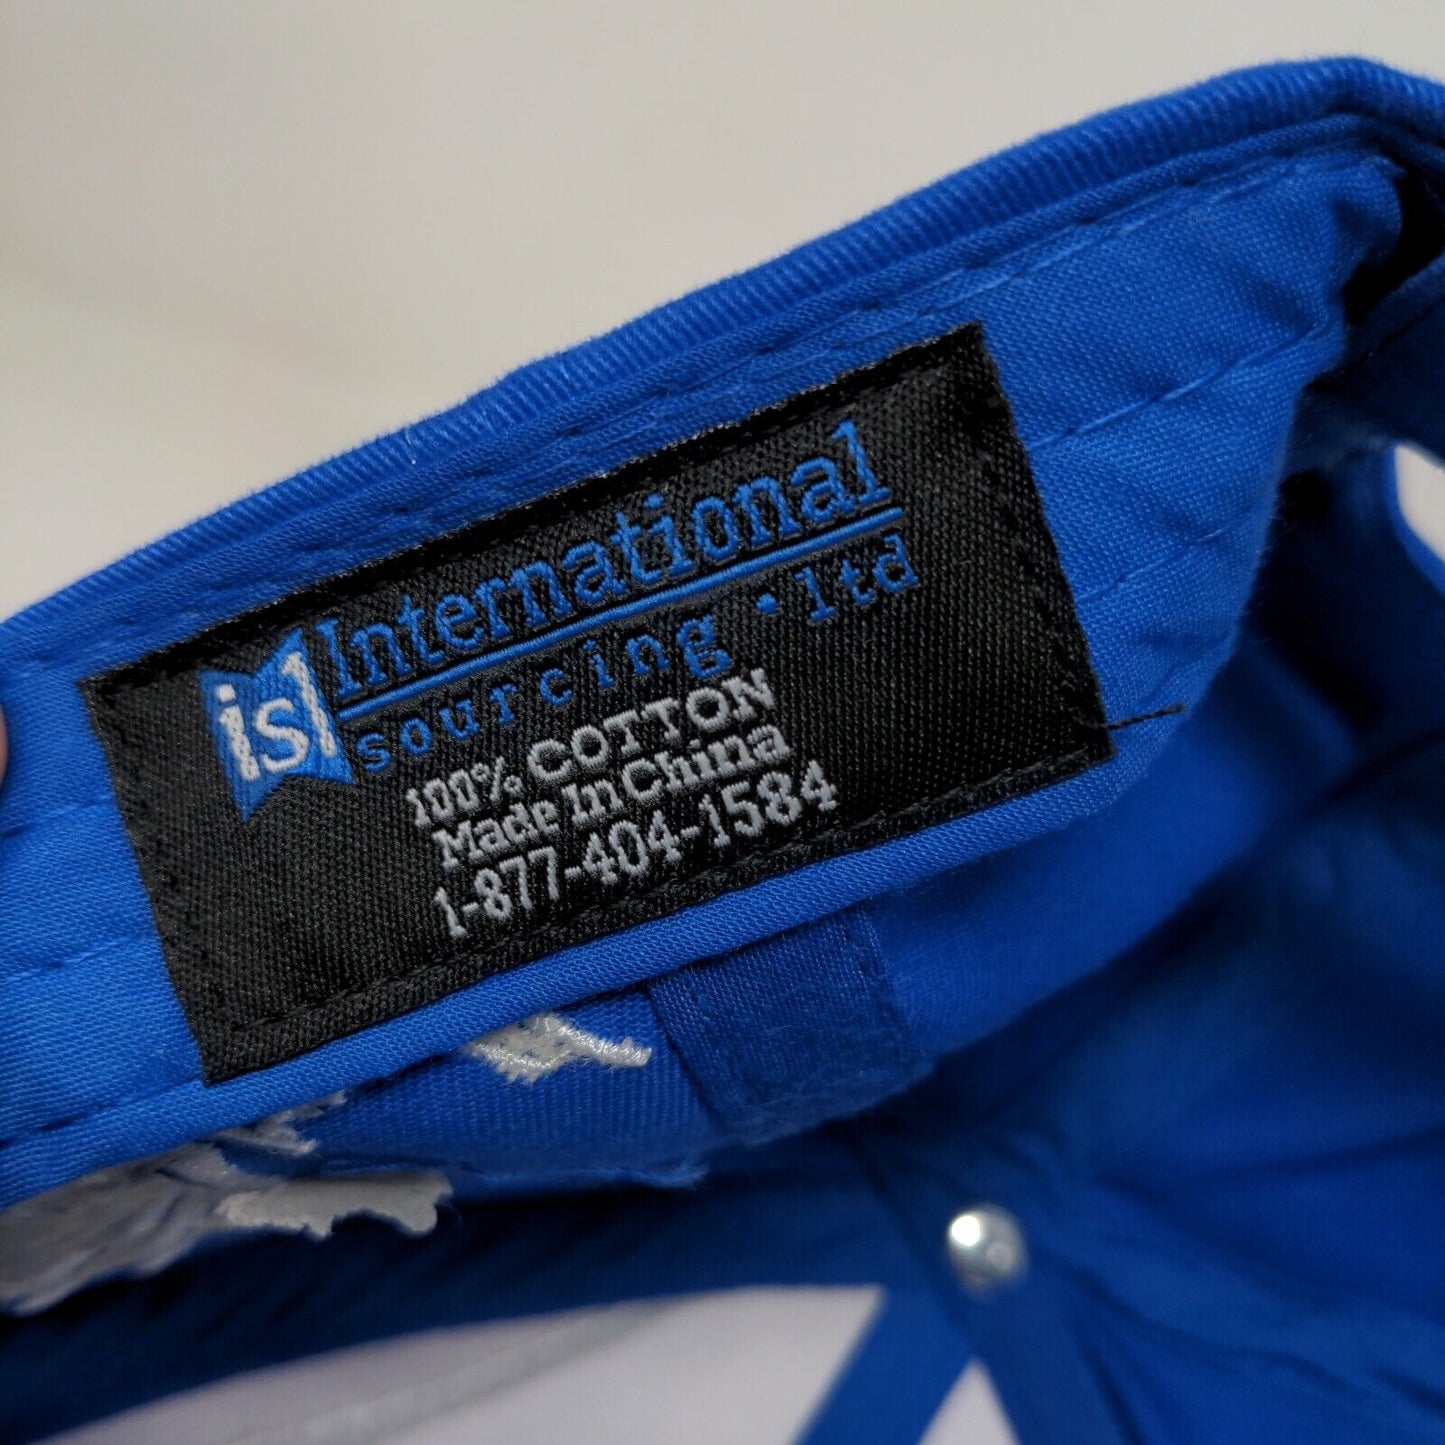 isl International
sourcing • ltd
100% COTTON
Made In China
1-877-404-1584